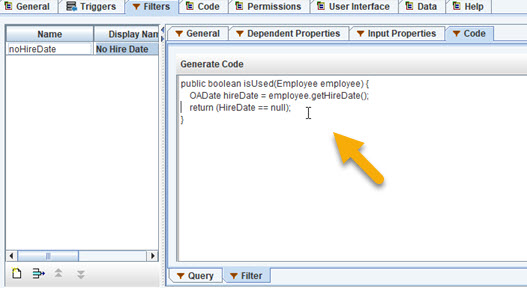 General Triggers Filters Code Permissions User Interface Data Help
Name Display Nan
noHireDate No Hire Date
General Dependent Properties Input Properties Code
Generate Code
public boolean isUsed(Employee employee) {
OADate hireDate = employee.getHireDate();
return (HireDate == null);
}
Query Filter